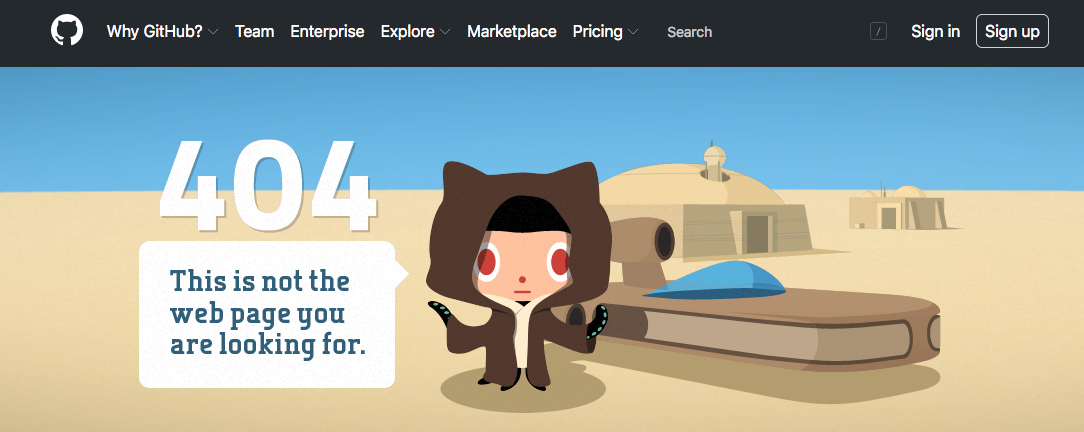 Why GitHub? Team Enterprise Explore Marketplace Pricing Search / Sign in Sign up
404
This is not the
web page you
are looking for.